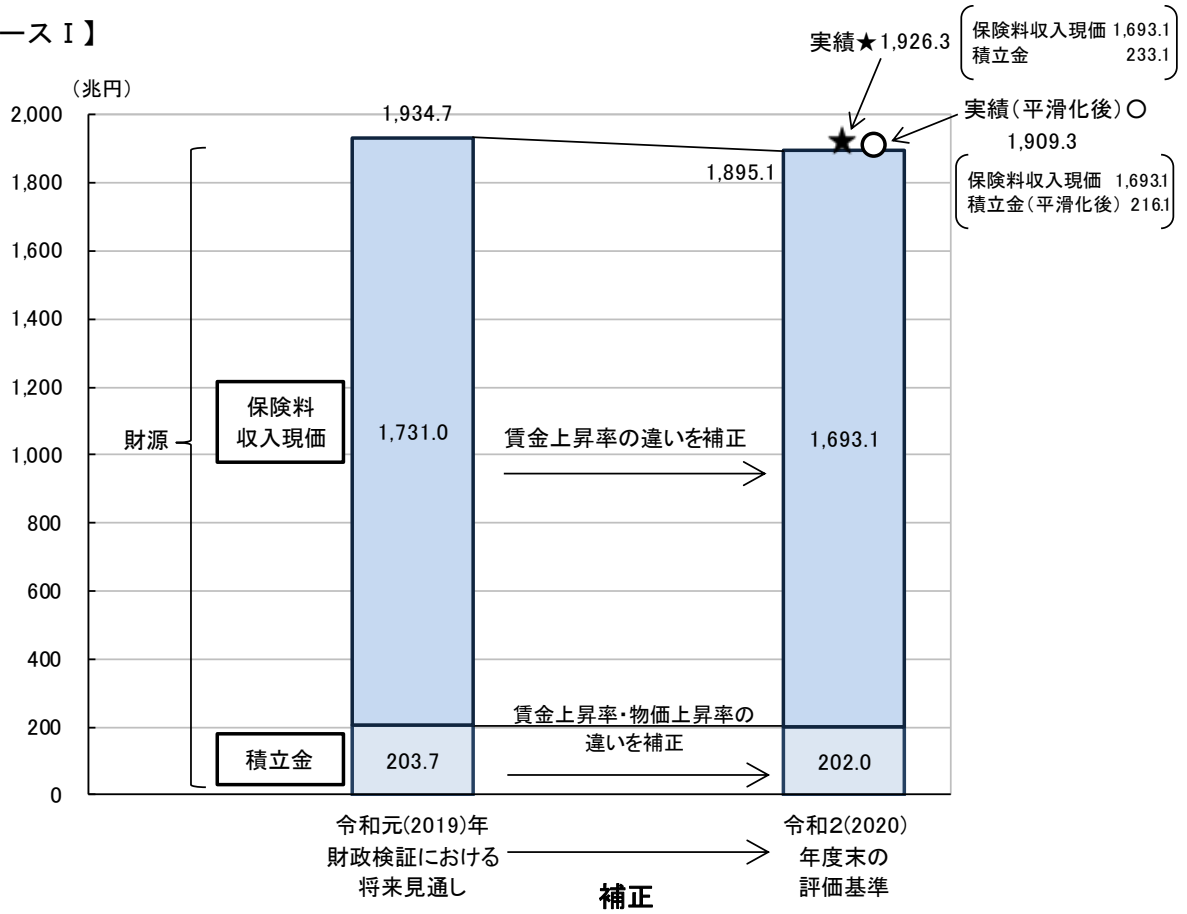 ース I 】
実績★1,926.3
保険料収入現価 1,693.1
積立金 233.1
実績(平滑化後)○
1,909.3
保険料収入現価 1,693.1
積立金(平滑化後) 216.1
(兆円)
2,000
1,800
1,600
1,400
1,200
1,000
800
600
400
200
0
1,934.7
1,895.1
財源
保険料
収入現価
1,731.0
賃金上昇率の違いを補正
1,693.1
積立金
203.7
賃金上昇率・物価上昇率の
違いを補正
202.0
令和元(2019)年
財政検証における
将来見通し
補正
令和2(2020)
年度末の
評価基準